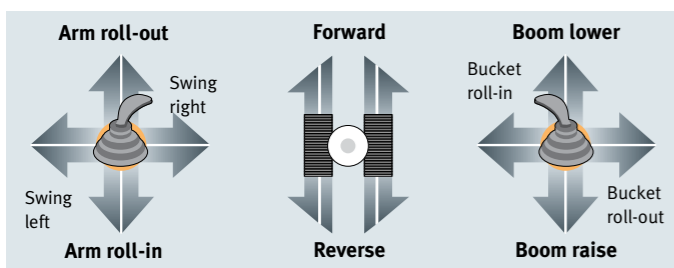 Arm roll-out
Swing
right
Swing
left
Arm roll-in
Forward
Reverse
Boom lower
Bucket
roll-in
Bucket
roll-out
Boom raise